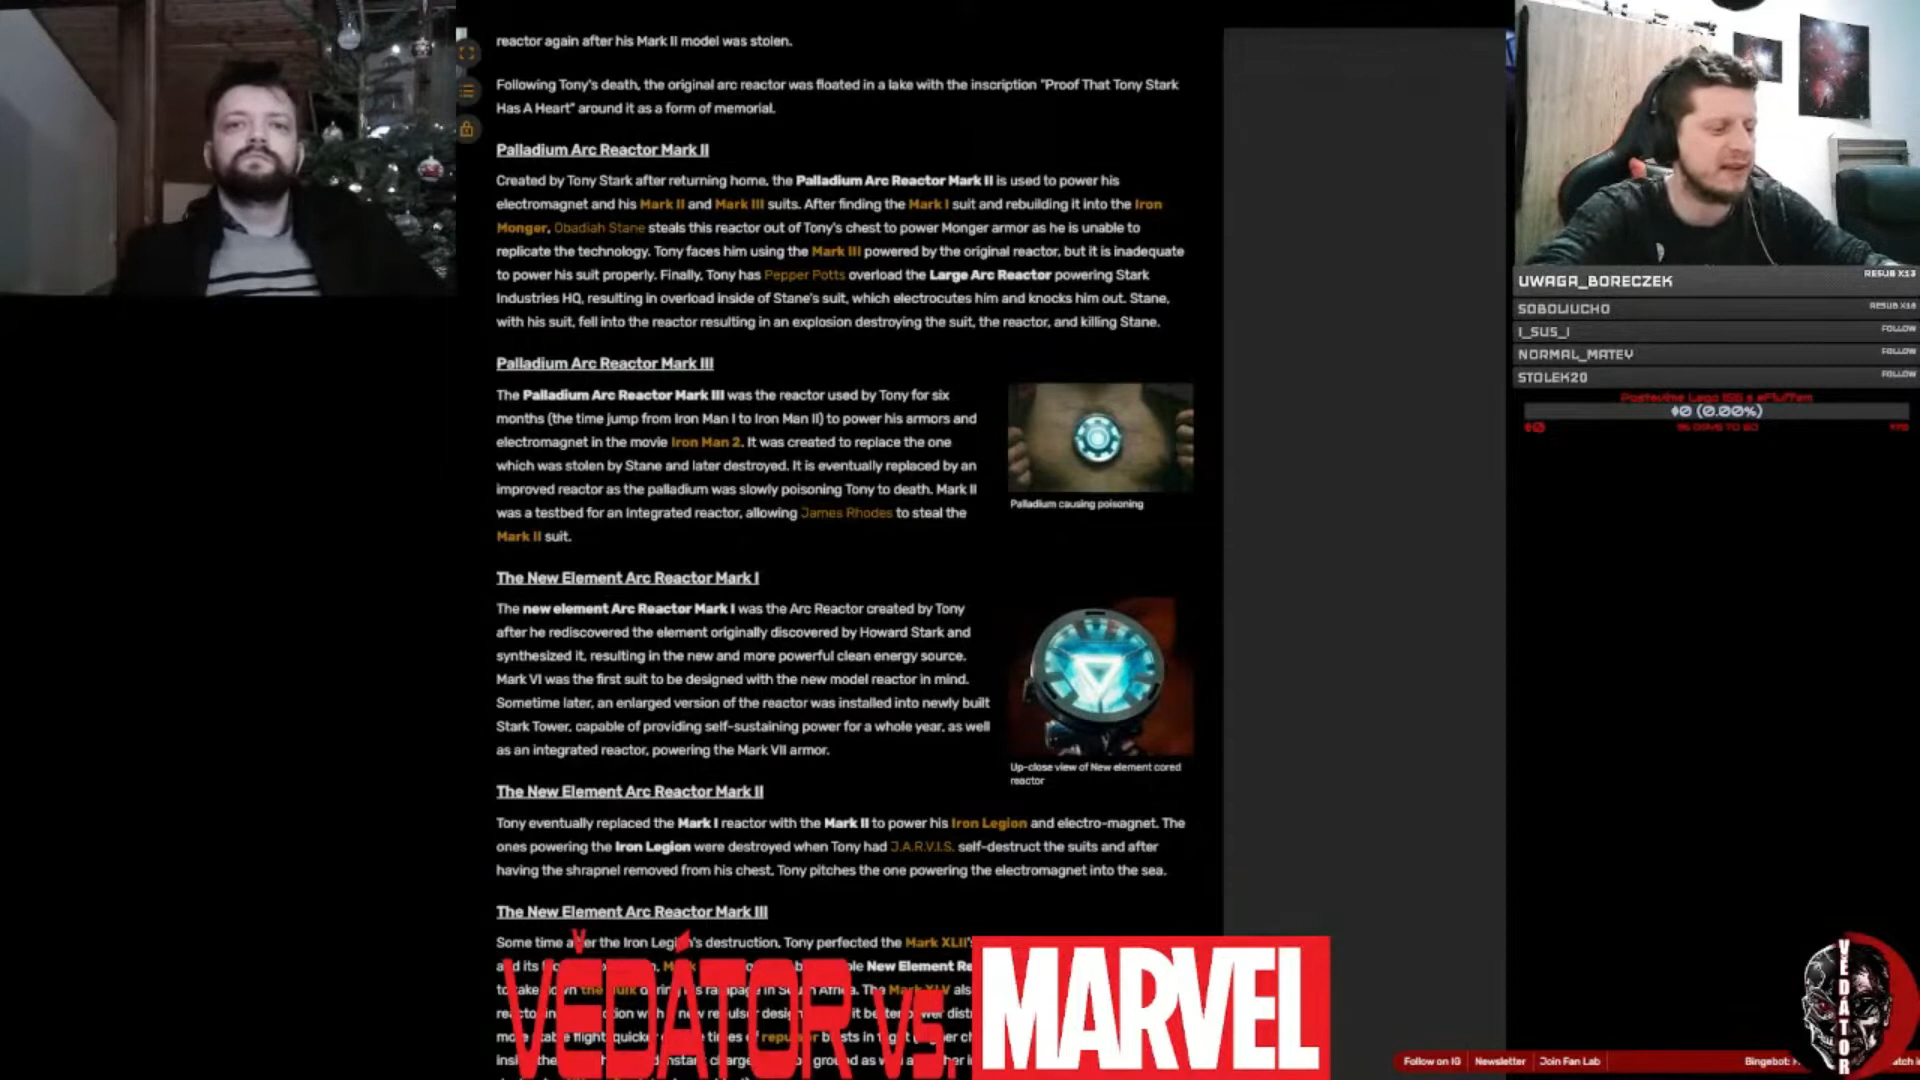 reactor again after his Mark II model was stolen.
Following Tony's death, the original arc reactor was floated in a lake with the inscription "Proof That Tony Stark
Has A Heart" around it as a form of memorial.
Palladium Arc Reactor Mark II
Created by Tony Stark after returning home, the Palladium Arc Reactor Mark II is used to power his
electromagnet and his Mark II and Mark III suits. After finding the Mark I suit and rebuilding it into the Iron
Monger, Obadiah Stane steals this reactor out of Tony's chest to power Monger armor as he is unable to
replicate the technology. Tony faces him using the Mark III powered by the original reactor, but it is inadequate
to power his suit properly. Finally, Tony has Pepper Potts overload the Large Arc Reactor powering Stark
Industries HQ, resulting in overload inside of Stane's suit, which electrocutes him and knocks him out. Stane,
with his suit, fell into the reactor resulting in an explosion destroying the suit, the reactor, and killing Stane.
Palladium Arc Reactor Mark III
The Palladium Arc Reactor Mark III was the reactor used by Tony for six
months (the time jump from Iron Man I to Iron Man II) to power his armors and
electromagnet in the movie Iron Man 2. It was created to replace the one
which was stolen by Stane and later destroyed. It is eventually replaced by an
improved reactor as the palladium was slowly poisoning Tony to death. Mark II
was a testbed for an Integrated reactor, allowing James Rhodes to steal the
Mark II suit.
Palladium causing poisoning
The New Element Arc Reactor Mark I
The new element Arc Reactor Mark I was the Arc Reactor created by Tony
after he rediscovered the element originally discovered by Howard Stark and
synthesized it, resulting in the new and more powerful clean energy source.
Mark VI was the first suit to be designed with the new model reactor in mind.
Sometime later, an enlarged version of the reactor was installed into newly built
Stark Tower, capable of providing self-sustaining power for a whole year, as well
as an integrated reactor, powering the Mark VII armor.
Up-close view of New element cored
reactor
The New Element Arc Reactor Mark II
Tony eventually replaced the Mark I reactor with the Mark II to power his Iron Legion and electro-magnet. The
ones powering the Iron Legion were destroyed when Tony had J.A.R.V.I.S. self-destruct the suits and after
having the shrapnel removed from his chest, Tony pitches the one powering the electromagnet into the sea.
The New Element Arc Reactor Mark III
Some time after the Iron Legion's destruction, Tony perfected the Mark XLII's
New Element Re
VĚDÁTOR vs. MARVEL
UWAGA_BORECZEK RESUB X13
SOBOLIUCHO
I_SUS_I FOLLOW
NORMAL_MATEY FOLLOW
STOLEK20 FOLLOW
0 (0.00%)
Follow on IG Newsletter Join Fan Lab Bingebot:
VĚDÁTOR